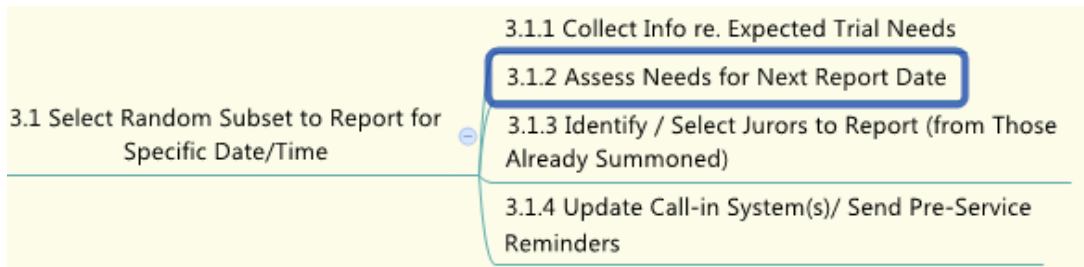 3.1.1 Collect Info re. Expected Trial Needs
3.1.2 Assess Needs for Next Report Date
3.1 Select Random Subset to Report for
Specific Date/Time
3.1.3 Identify / Select Jurors to Report (from Those
Already Summoned)
3.1.4 Update Call-in System(s)/ Send Pre-Service
Reminders